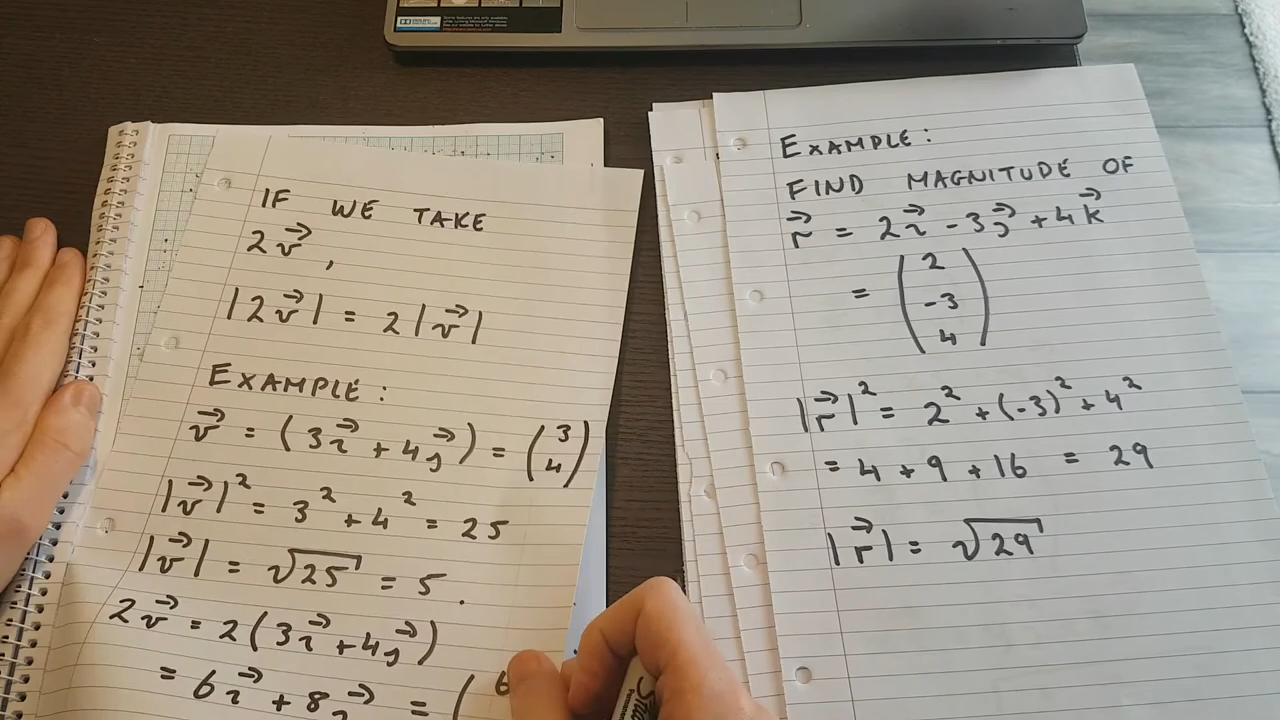 IF WE TAKE
2v⃗,
|2v⃗| = 2|v⃗|
EXAMPLE:
v⃗ = (3i⃗ + 4j⃗) = (3 4)
|v⃗|² = 3² + 4² = 25
|v⃗| = √25 = 5.
2v⃗ = 2(3i⃗ + 4j⃗)
= 6i⃗ + 8j⃗ = (6
EXAMPLE:
FIND MAGNITUDE OF
r⃗ = 2i⃗ - 3j⃗ + 4k⃗
= (2 -3 4)
|r⃗|² = 2² + (-3)² + 4²
= 4 + 9 + 16 = 29
|r⃗| = √29